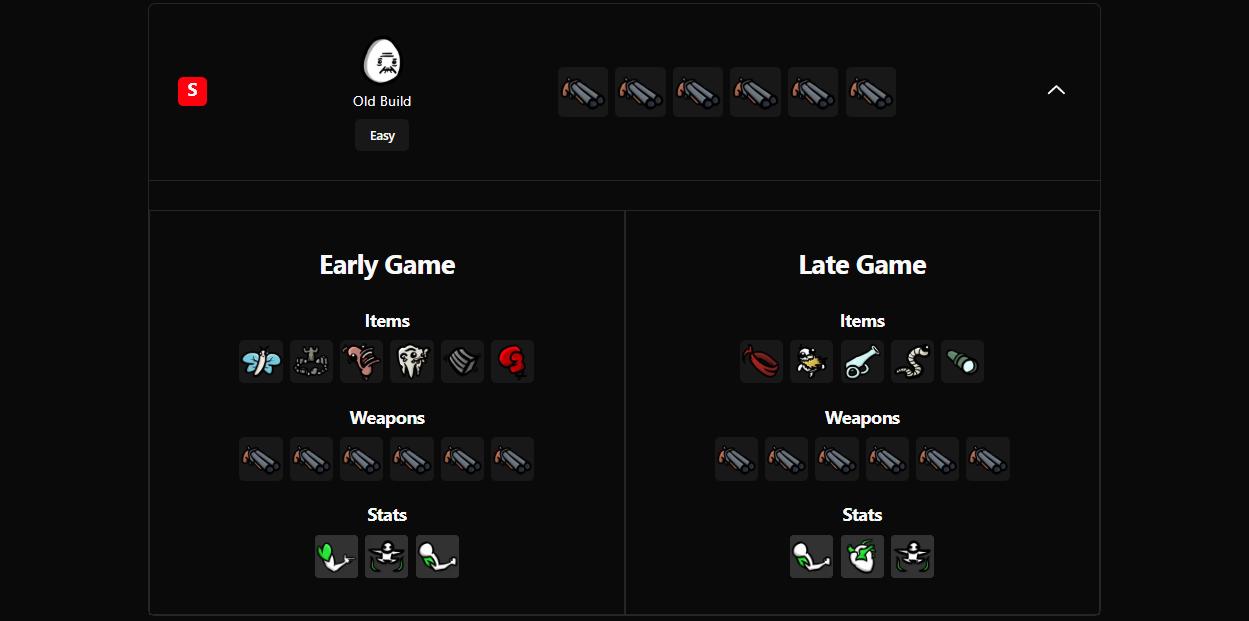 S
Old Build
Easy
Early Game
Items
Weapons
Stats
Late Game
Items
Weapons
Stats